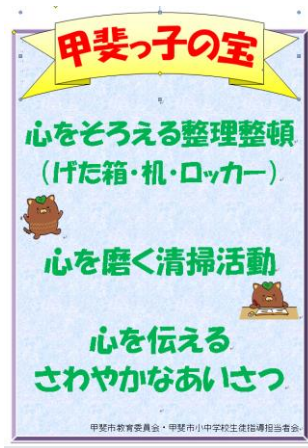 甲斐っ子の宝
心をそろえる整理整頓
（げた箱・机・ロッカー）
心を磨く清掃活動
心を伝える
さわやかなあいさつ
甲斐市教育委員会・甲斐市小中学校生徒指導担当者会